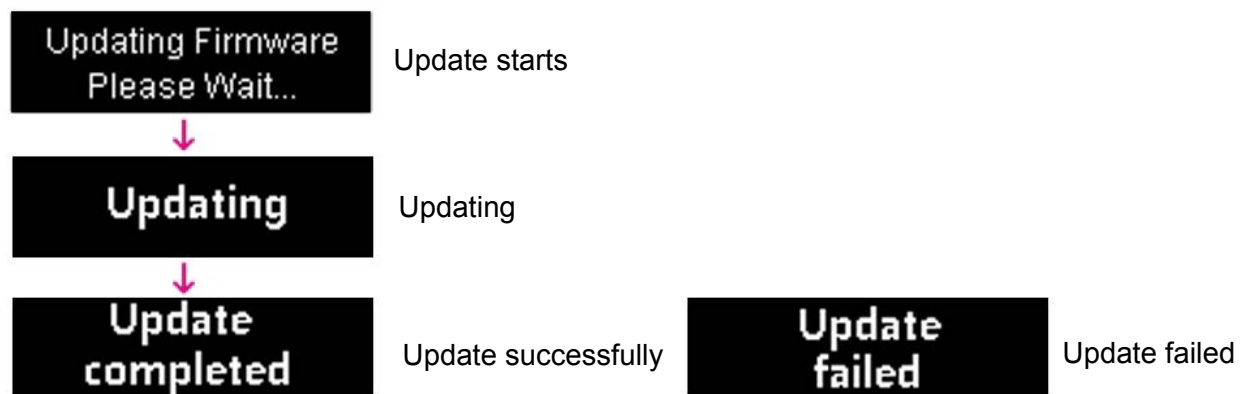 Updating Firmware
Please Wait...
Update starts
Updating
Updating
Update
completed
Update successfully
Update
failed
Update failed